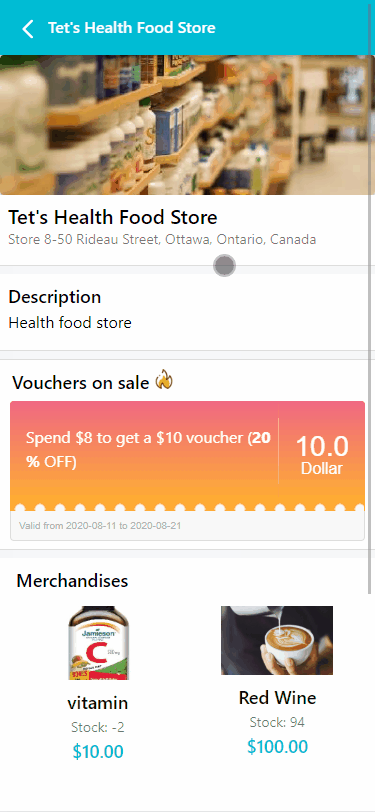 Tet's Health Food Store
Tet's Health Food Store
Store 8-50 Rideau Street, Ottawa, Ontario, Canada
Description
Health food store
Vouchers on sale
Spend $8 to get a $10 voucher (20
% OFF)
10.0
Dollar
Valid from 2020-08-11 to 2020-08-21
Merchandises
JAMIESON
C
vitamin
Stock: -2
$10.00
Red Wine
Stock: 94
$100.00